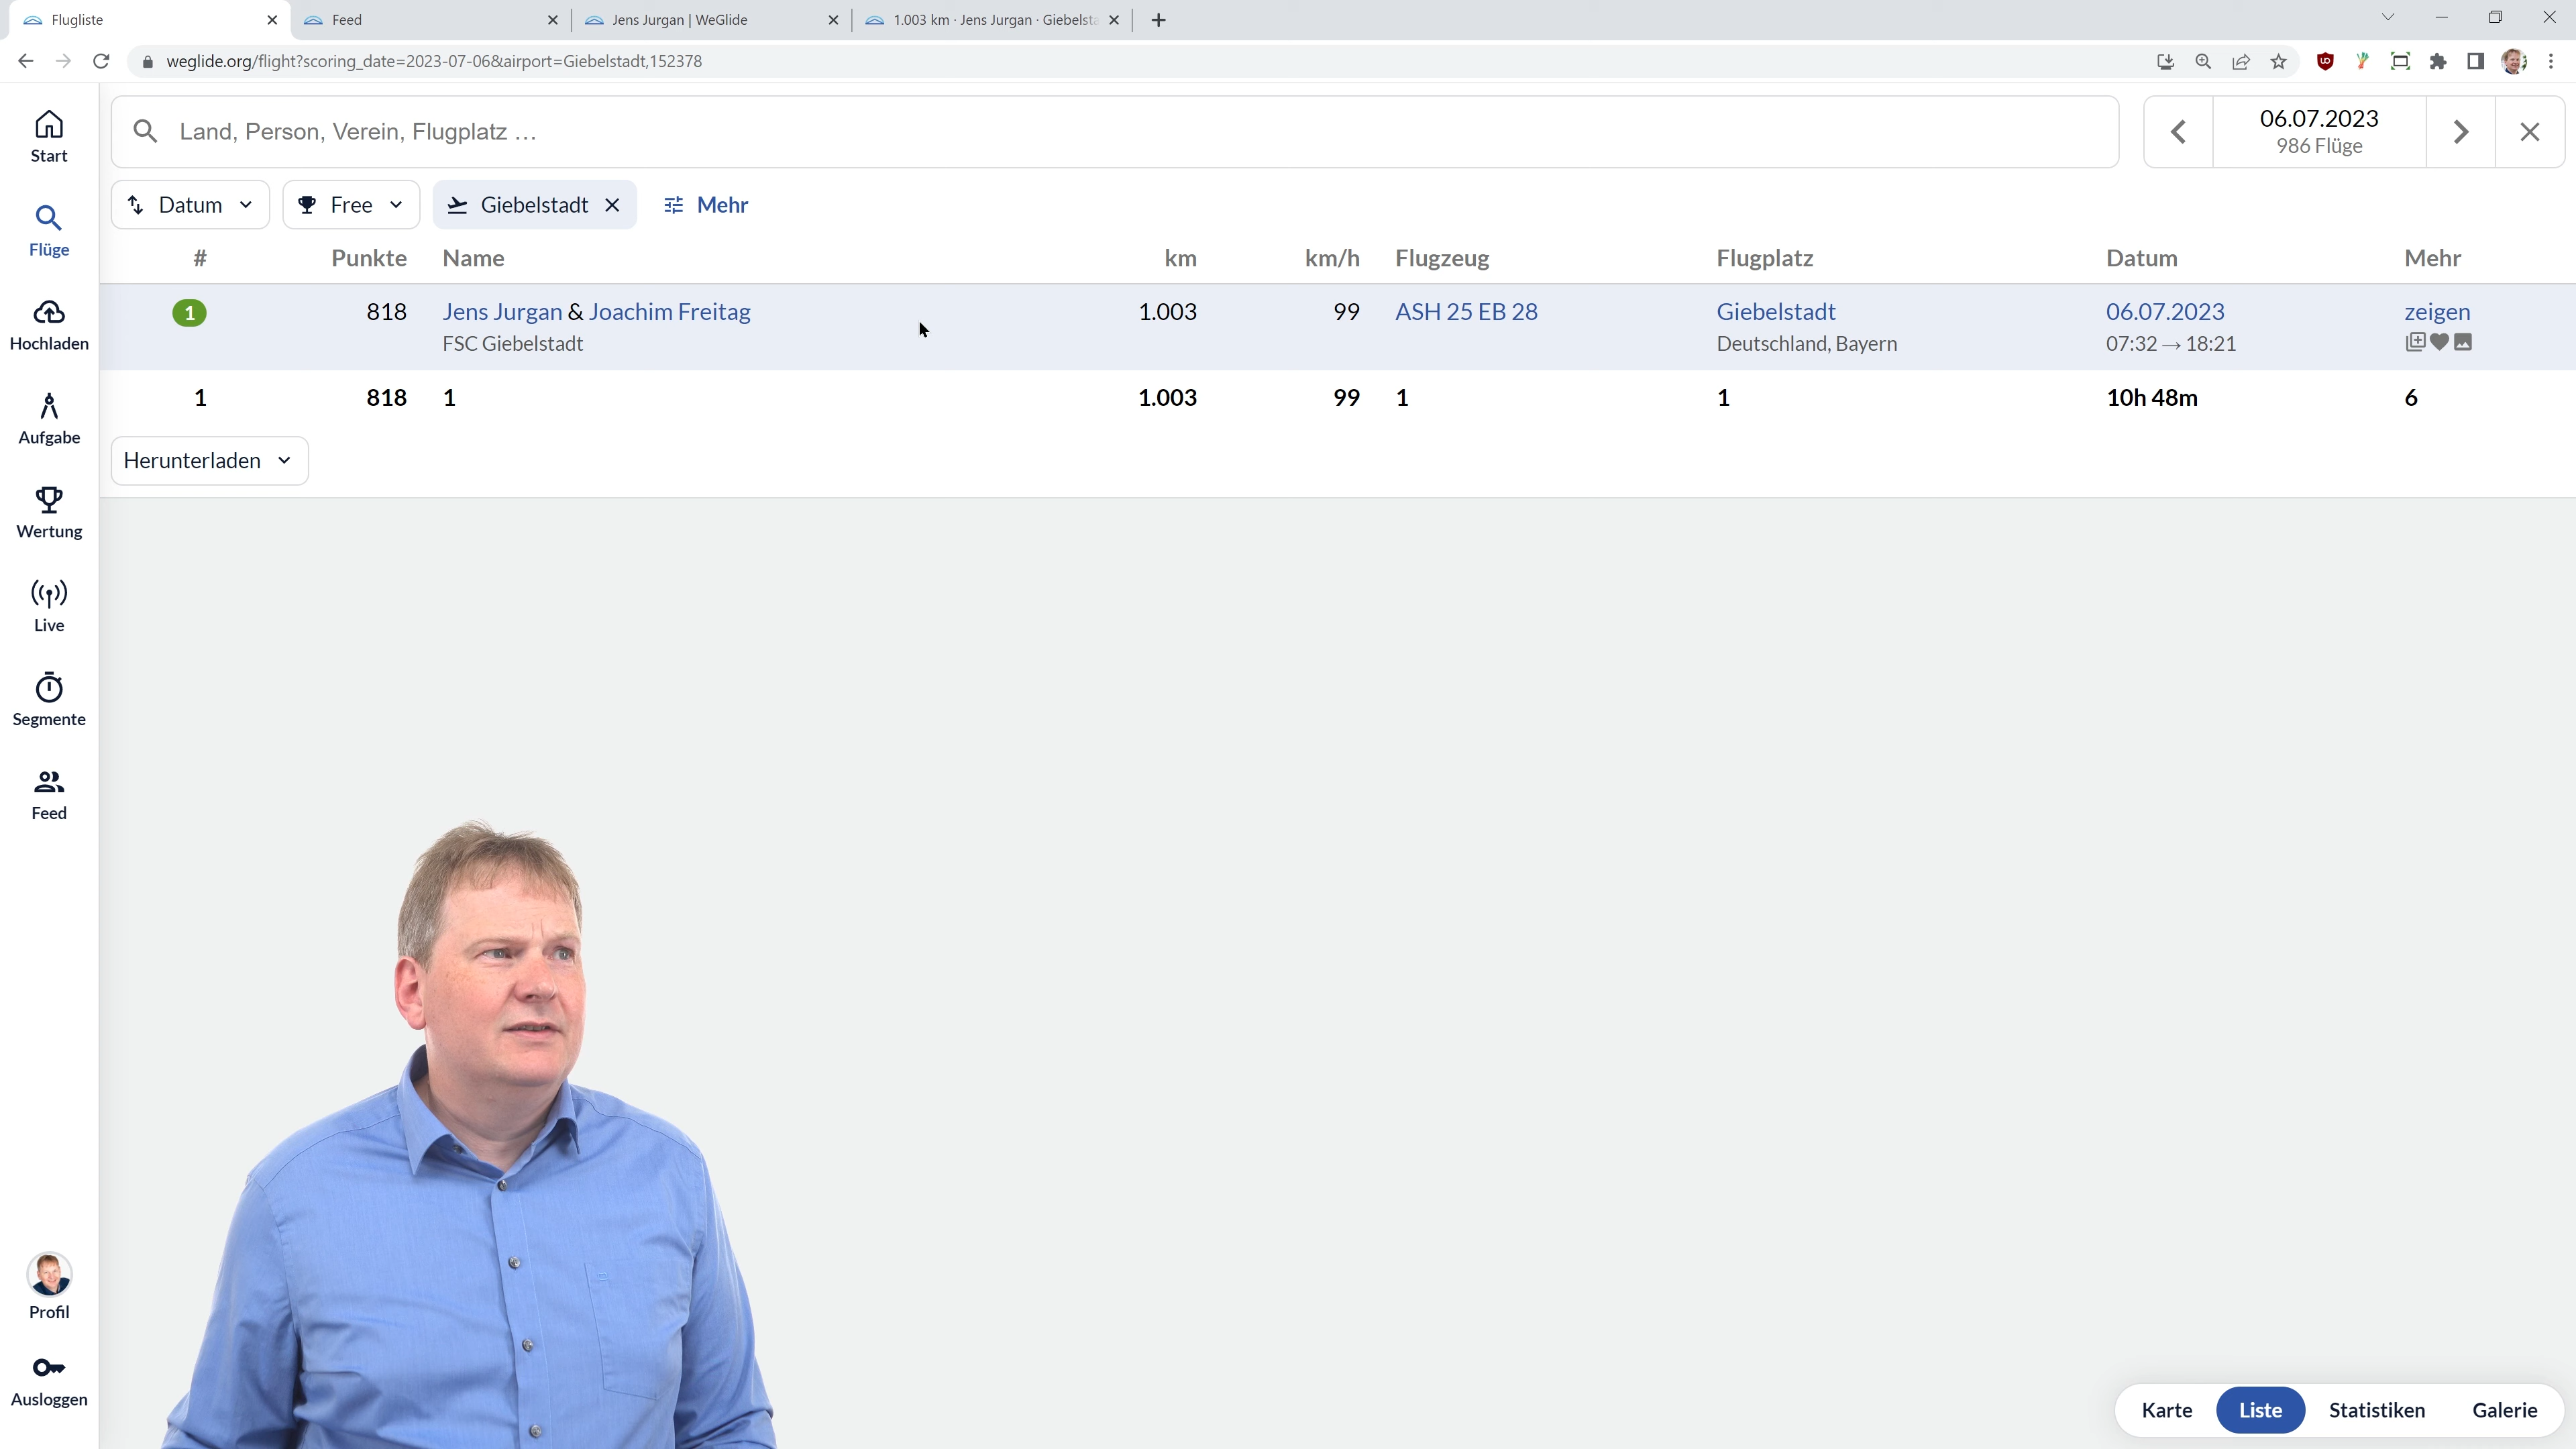 Flugliste
Feed
Jens Jurgan | WeGlide
1.003 km · Jens Jurgan · Giebelsta
weglide.org/flight?scoring_date=2023-07-06&airport=Giebelstadt,152378
Start
Flüge
Hochladen
Aufgabe
Wertung
Live
Segmente
Feed
Profil
Ausloggen
Land, Person, Verein, Flugplatz ...
06.07.2023
986 Flüge
Datum Free Giebelstadt Mehr
# Punkte Name km km/h Flugzeug Flugplatz Datum Mehr
1 818 Jens Jurgan & Joachim Freitag 1.003 99 ASH 25 EB 28 Giebelstadt 06.07.2023 zeigen
FSC Giebelstadt Deutschland, Bayern 07:32 → 18:21
1 818 1 1.003 99 1 1 10h 48m 6
Herunterladen
Karte Liste Statistiken Galerie